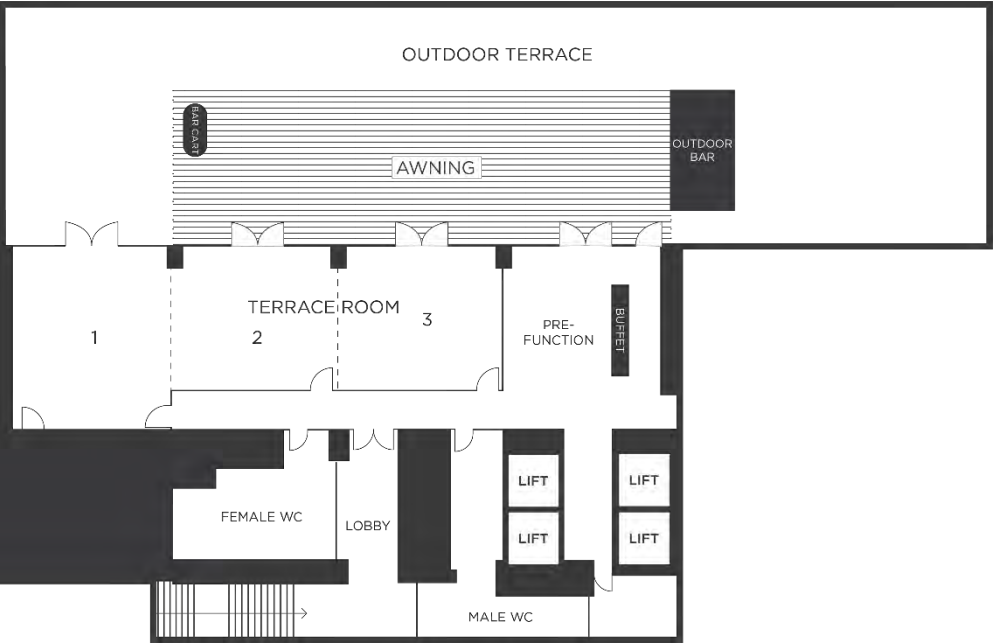 OUTDOOR TERRACE
BAR CART
OUTDOOR
BAR
AWNING
TERRACE ROOM
1
2
3
PRE-
FUNCTION
BUFFET
LIFT
LIFT
LIFT
LIFT
FEMALE WC
LOBBY
MALE WC